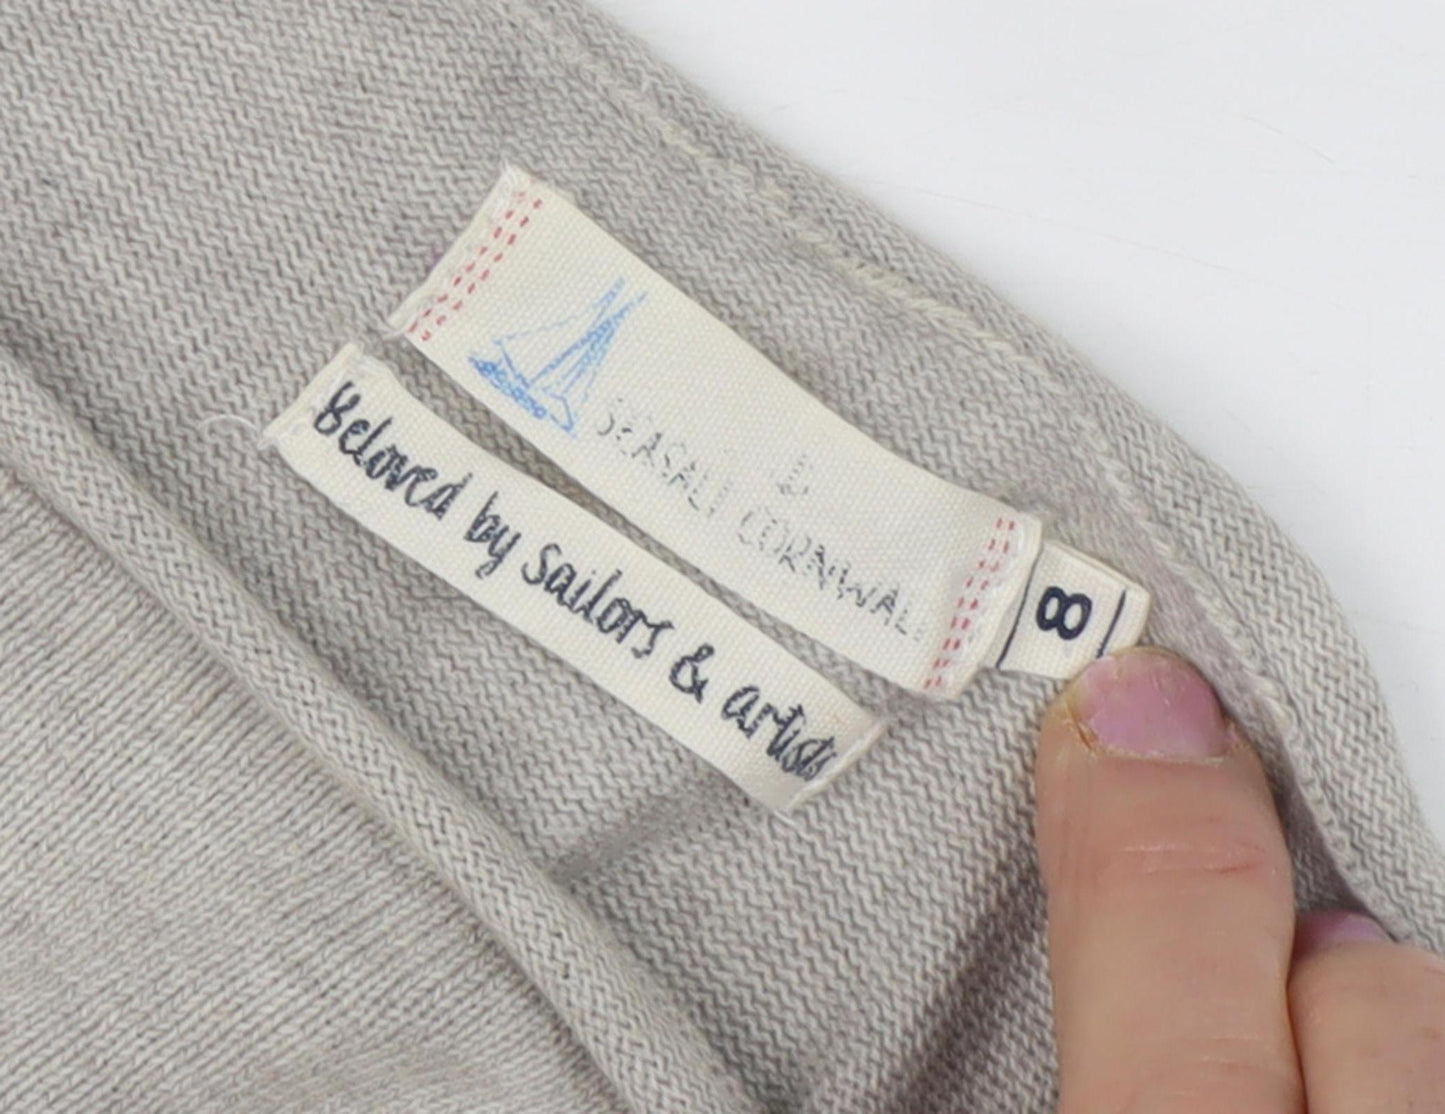 SEASALT CORNWALL
8
Beloved by sailors & artists